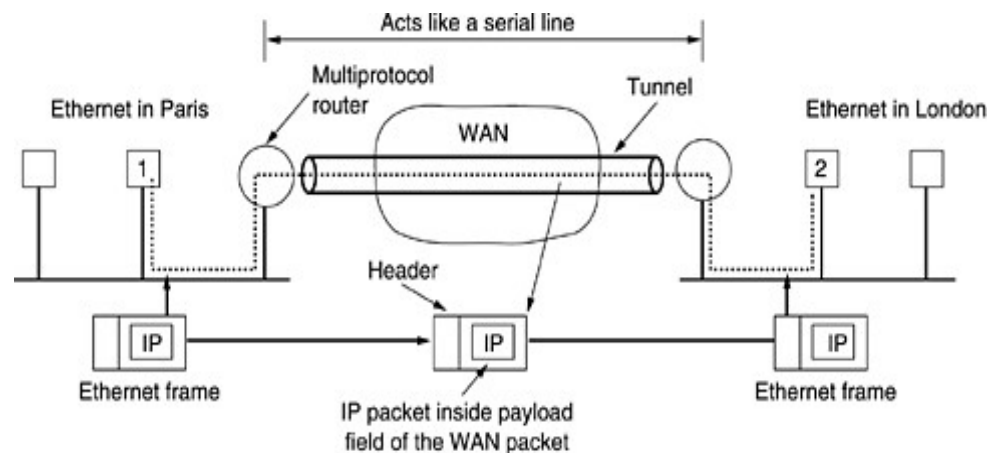 Acts like a serial line
Multiprotocol
router
Tunnel
Ethernet in Paris
Ethernet in London
WAN
1
2
Header
IP
IP
IP
Ethernet frame
Ethernet frame
IP packet inside payload
field of the WAN packet